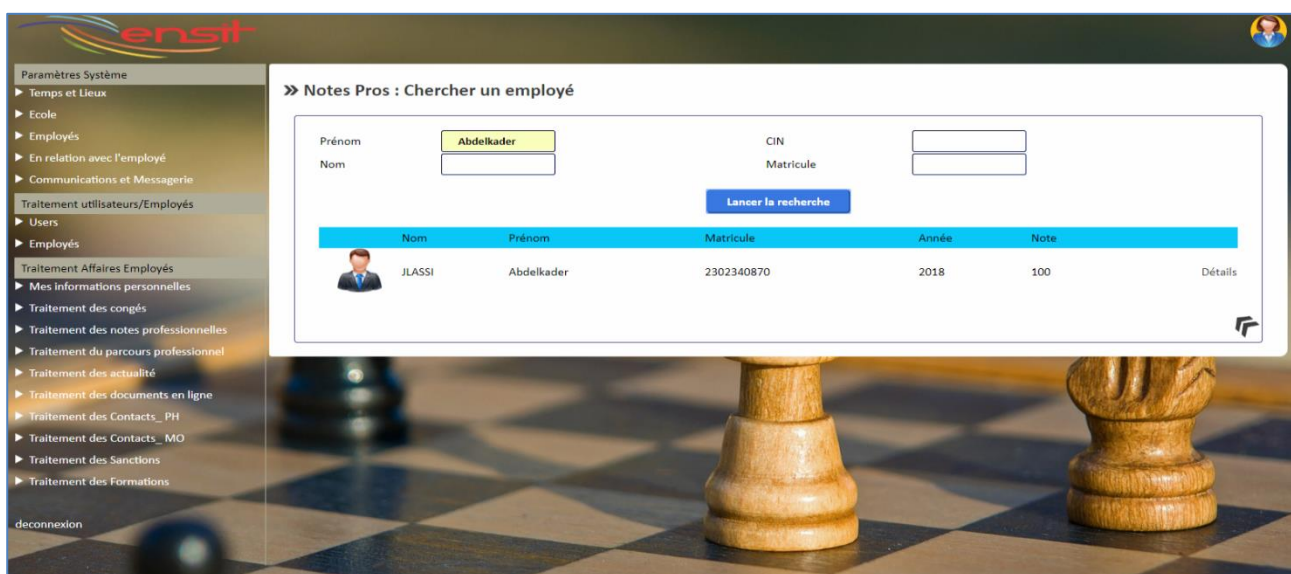 ensit
Paramètres Système
Temps et Lieux
Ecole
Employés
En relation avec l'employé
Communications et Messagerie
Traitement utilisateurs/Employés
Users
Employés
Traitement Affaires Employés
Mes informations personnelles
Traitement des congés
Traitement des notes professionnelles
Traitement du parcours professionnel
Traitement des actualité
Traitement des documents en ligne
Traitement des Contacts_ PH
Traitement des Contacts_ MO
Traitement des Sanctions
Traitement des Formations
deconnexion
Notes Pros : Chercher un employé
Prénom Abdelkader CIN
Nom Matricule
Lancer la recherche
Nom Prénom Matricule Année Note
JLASSI Abdelkader 2302340870 2018 100 Détails